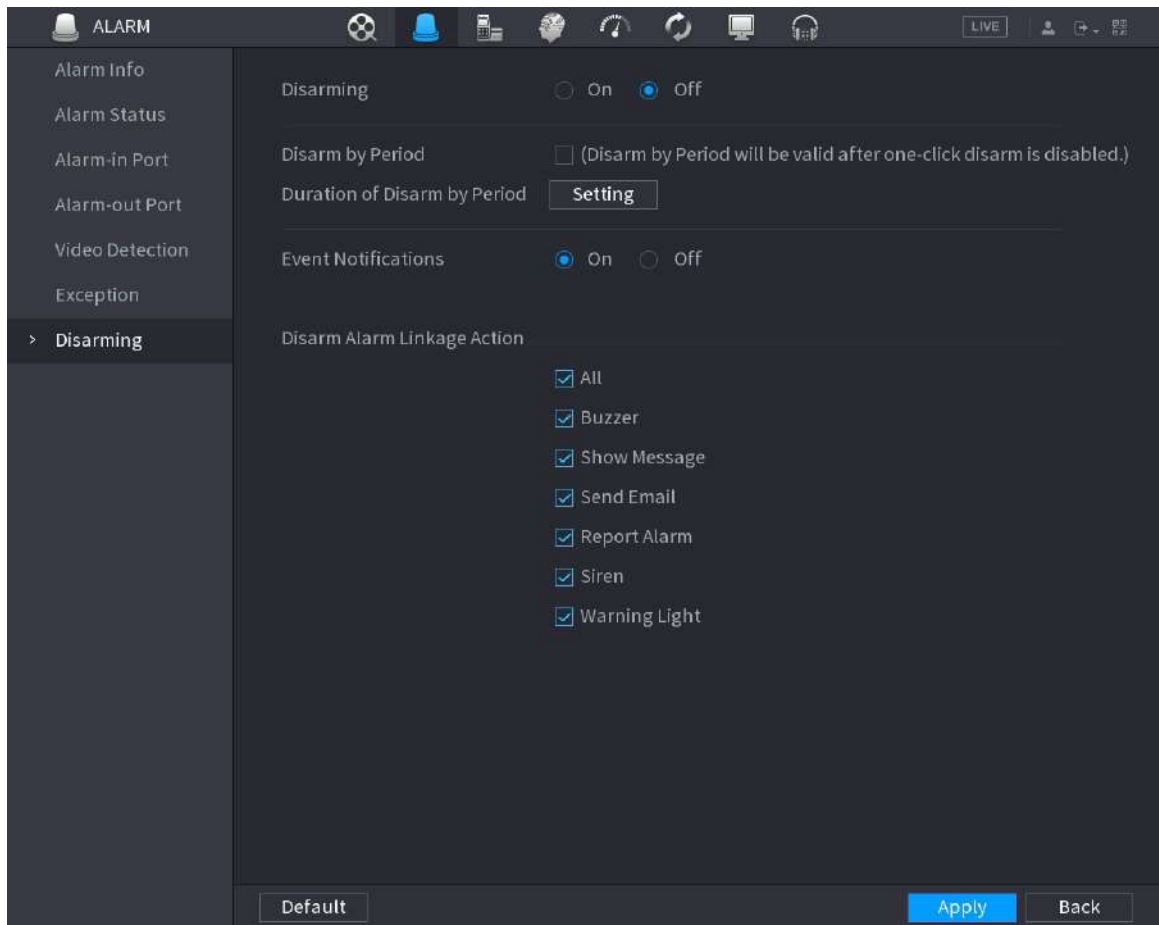 ALARM
LIVE
Alarm Info
Alarm Status
Alarm-in Port
Alarm-out Port
Video Detection
Exception
> Disarming
Disarming On Off
Disarm by Period (Disarm by Period will be valid after one-click disarm is disabled.)
Duration of Disarm by Period Setting
Event Notifications On Off
Disarm Alarm Linkage Action
All
Buzzer
Show Message
Send Email
Report Alarm
Siren
Warning Light
Default Apply Back